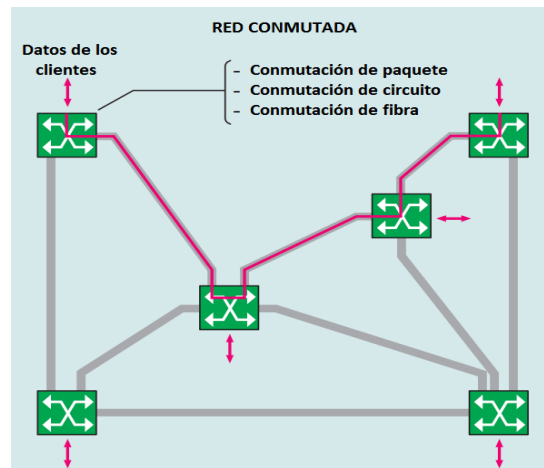 RED CONMUTADA
Datos de los
clientes
- Conmutación de paquete
- Conmutación de circuito
- Conmutación de fibra